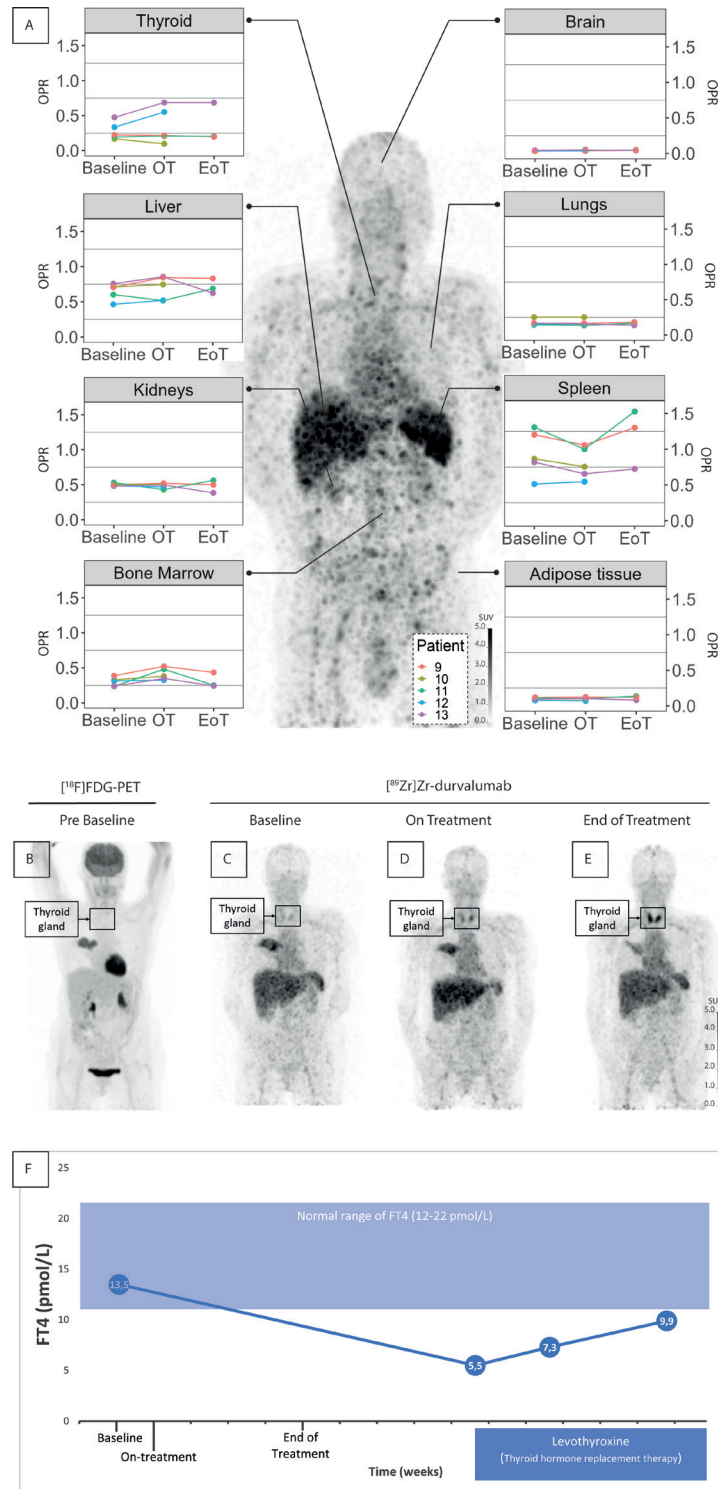 A
Thyroid
1.5
1.0
0.5
0.0
OPR
Baseline OT EoT
Brain
1.5
1.0
0.5
0.0
OPR
Baseline OT EoT
Liver
1.5
1.0
0.5
0.0
OPR
Baseline OT EoT
Lungs
1.5
1.0
0.5
0.0
OPR
Baseline OT EoT
Kidneys
1.5
1.0
0.5
0.0
OPR
Baseline OT EoT
Spleen
1.5
1.0
0.5
0.0
OPR
Baseline OT EoT
Bone Marrow
1.5
1.0
0.5
0.0
OPR
Baseline OT EoT
Adipose tissue
1.5
1.0
0.5
0.0
OPR
Baseline OT EoT
Patient
9
10
11
12
13
SUV
5.0
4.0
3.0
2.0
1.0
0.0
[¹⁸F]FDG-PET
[⁸⁹Zr]Zr-durvalumab
Pre Baseline
Baseline
On Treatment
End of Treatment
B
Thyroid
gland
C
Thyroid
gland
D
Thyroid
gland
E
Thyroid
gland
SU
5.0
4.0
3.0
2.0
1.0
0.0
F
25
20
15
10
5
0
FT4 (pmol/L)
Normal range of FT4 (12-22 pmol/L)
13,5
5,5
7,3
9,9
Baseline
On-treatment
End of
Treatment
Time (weeks)
Levothyroxine
(Thyroid hormone replacement therapy)